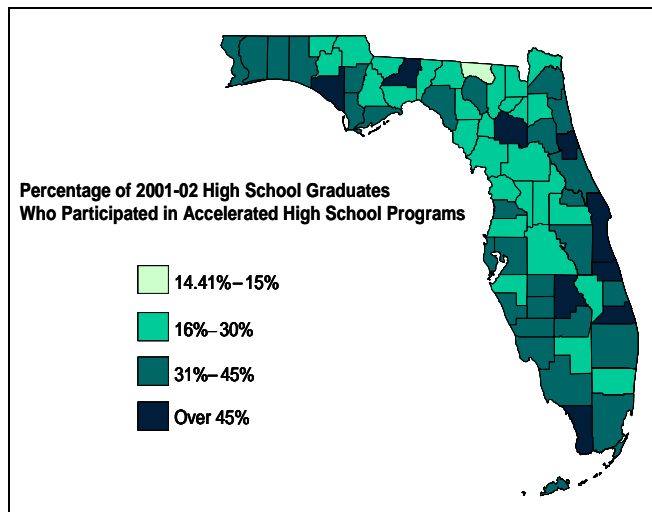 Percentage of 2001-02 High School Graduates
Who Participated in Accelerated High School Programs
14.41%–15%
16%–30%
31%–45%
Over 45%